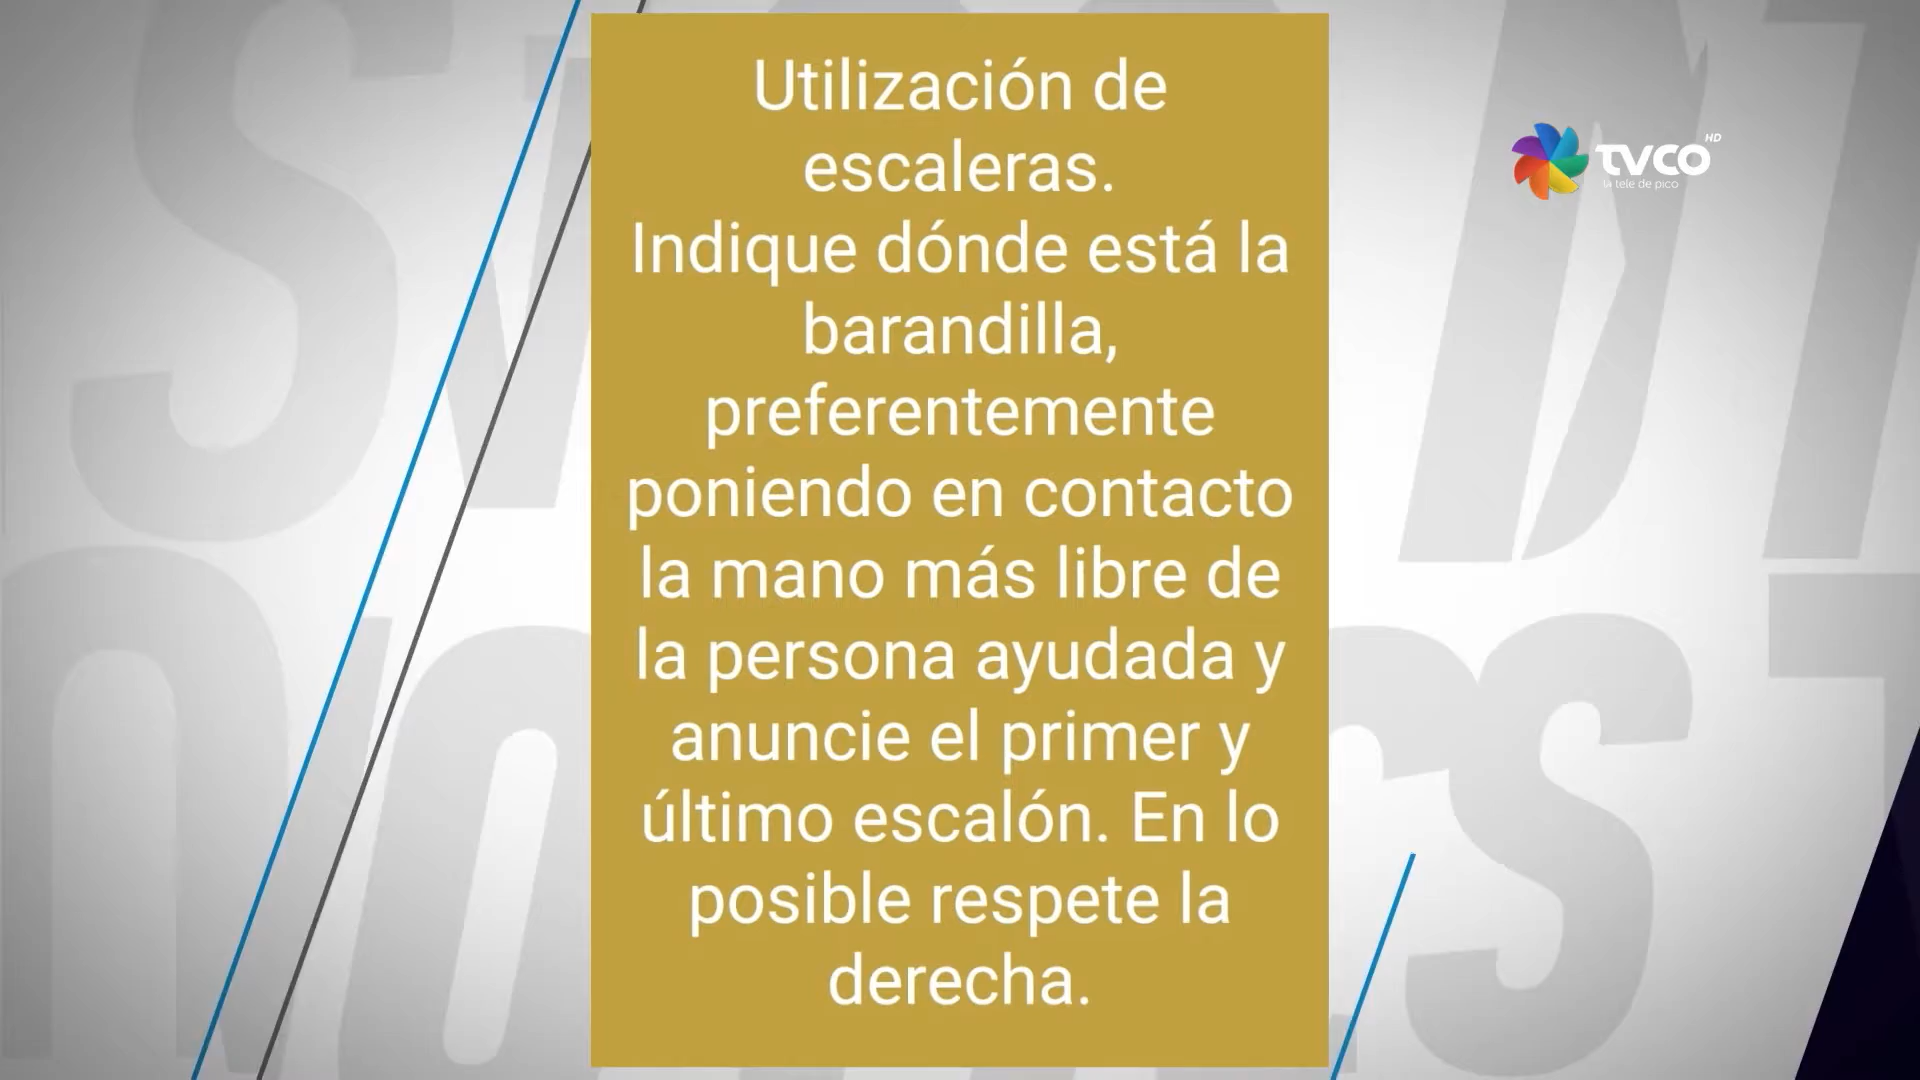 Utilización de
escaleras.
Indique dónde está la
barandilla,
preferentemente
poniendo en contacto
la mano más libre de
la persona ayudada y
anuncie el primer y
último escalón. En lo
posible respete la
derecha.
TVCO HD
la tele de pico